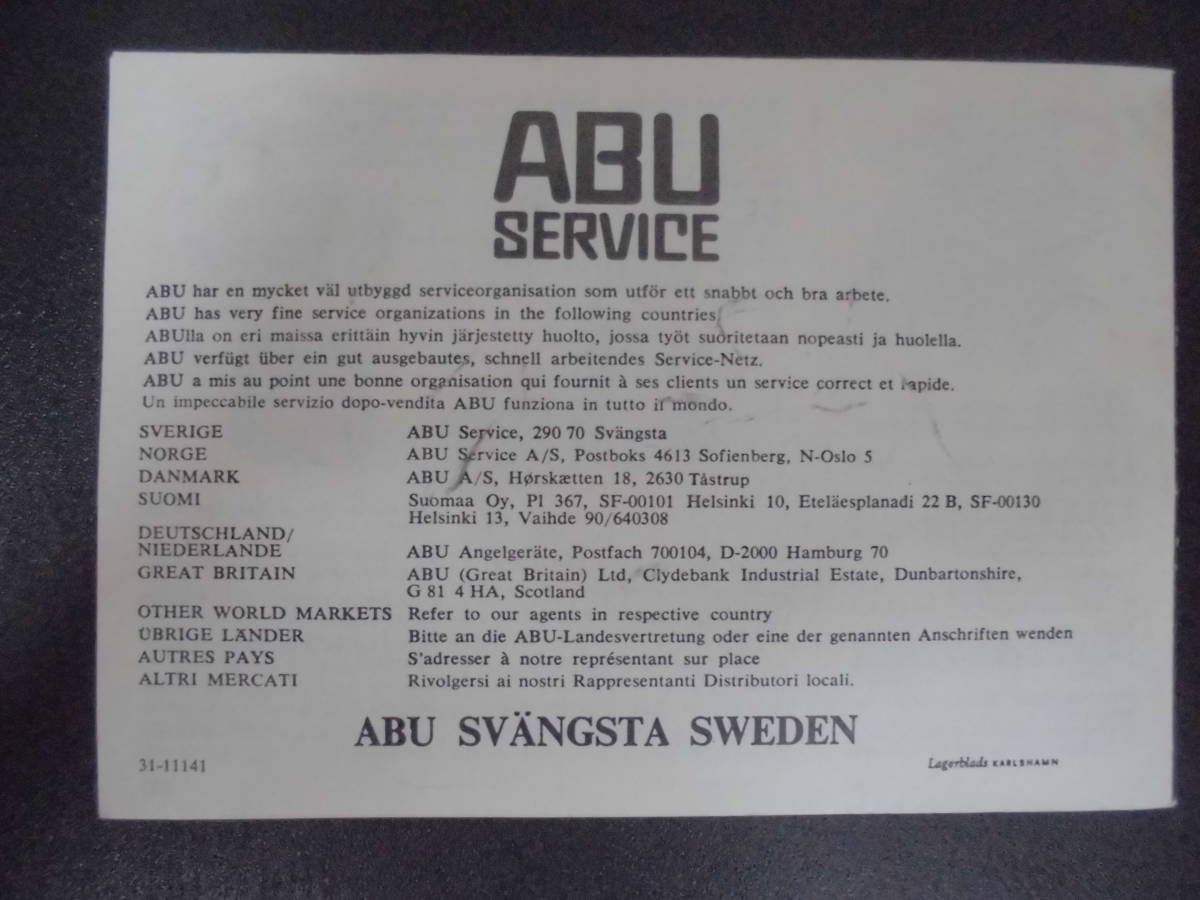 ABU
SERVICE
ABU har en mycket väl utbyggd serviceorganisation som utför ett snabbt och bra arbete.
ABU has very fine service organizations in the following countries,
ABUlla on eri maissa erittäin hyvin järjestetty huolto, jossa työt suoritetaan nopeasti ja huolella.
ABU verfügt über ein gut ausgebautes, schnell arbeitendes Service-Netz.
ABU a mis au point une bonne organisation qui fournit à ses clients un service correct et rapide.
Un impeccabile servizio dopo-vendita ABU funziona in tutto il mondo.
SVERIGE ABU Service, 290 70 Svängsta
NORGE ABU Service A/S, Postboks 4613 Sofienberg, N-Oslo 5
DANMARK ABU A/S, Hørskætten 18, 2630 Tåstrup
SUOMI Suomaa Oy, Pl 367, SF-00101 Helsinki 10, Eteläesplanadi 22 B, SF-00130
Helsinki 13, Vaihde 90/640308
DEUTSCHLAND/
NIEDERLANDE ABU Angelgeräte, Postfach 700104, D-2000 Hamburg 70
GREAT BRITAIN ABU (Great Britain) Ltd, Clydebank Industrial Estate, Dunbartonshire,
G 81 4 HA, Scotland
OTHER WORLD MARKETS Refer to our agents in respective country
ÜBRIGE LÄNDER Bitte an die ABU-Landesvertretung oder eine der genannten Anschriften wenden
AUTRES PAYS S'adresser à notre représentant sur place
ALTRI MERCATI Rivolgersi ai nostri Rappresentanti Distributori locali.
ABU SVÄNGSTA SWEDEN
31-11141 Lagerblads KARLSHAMN